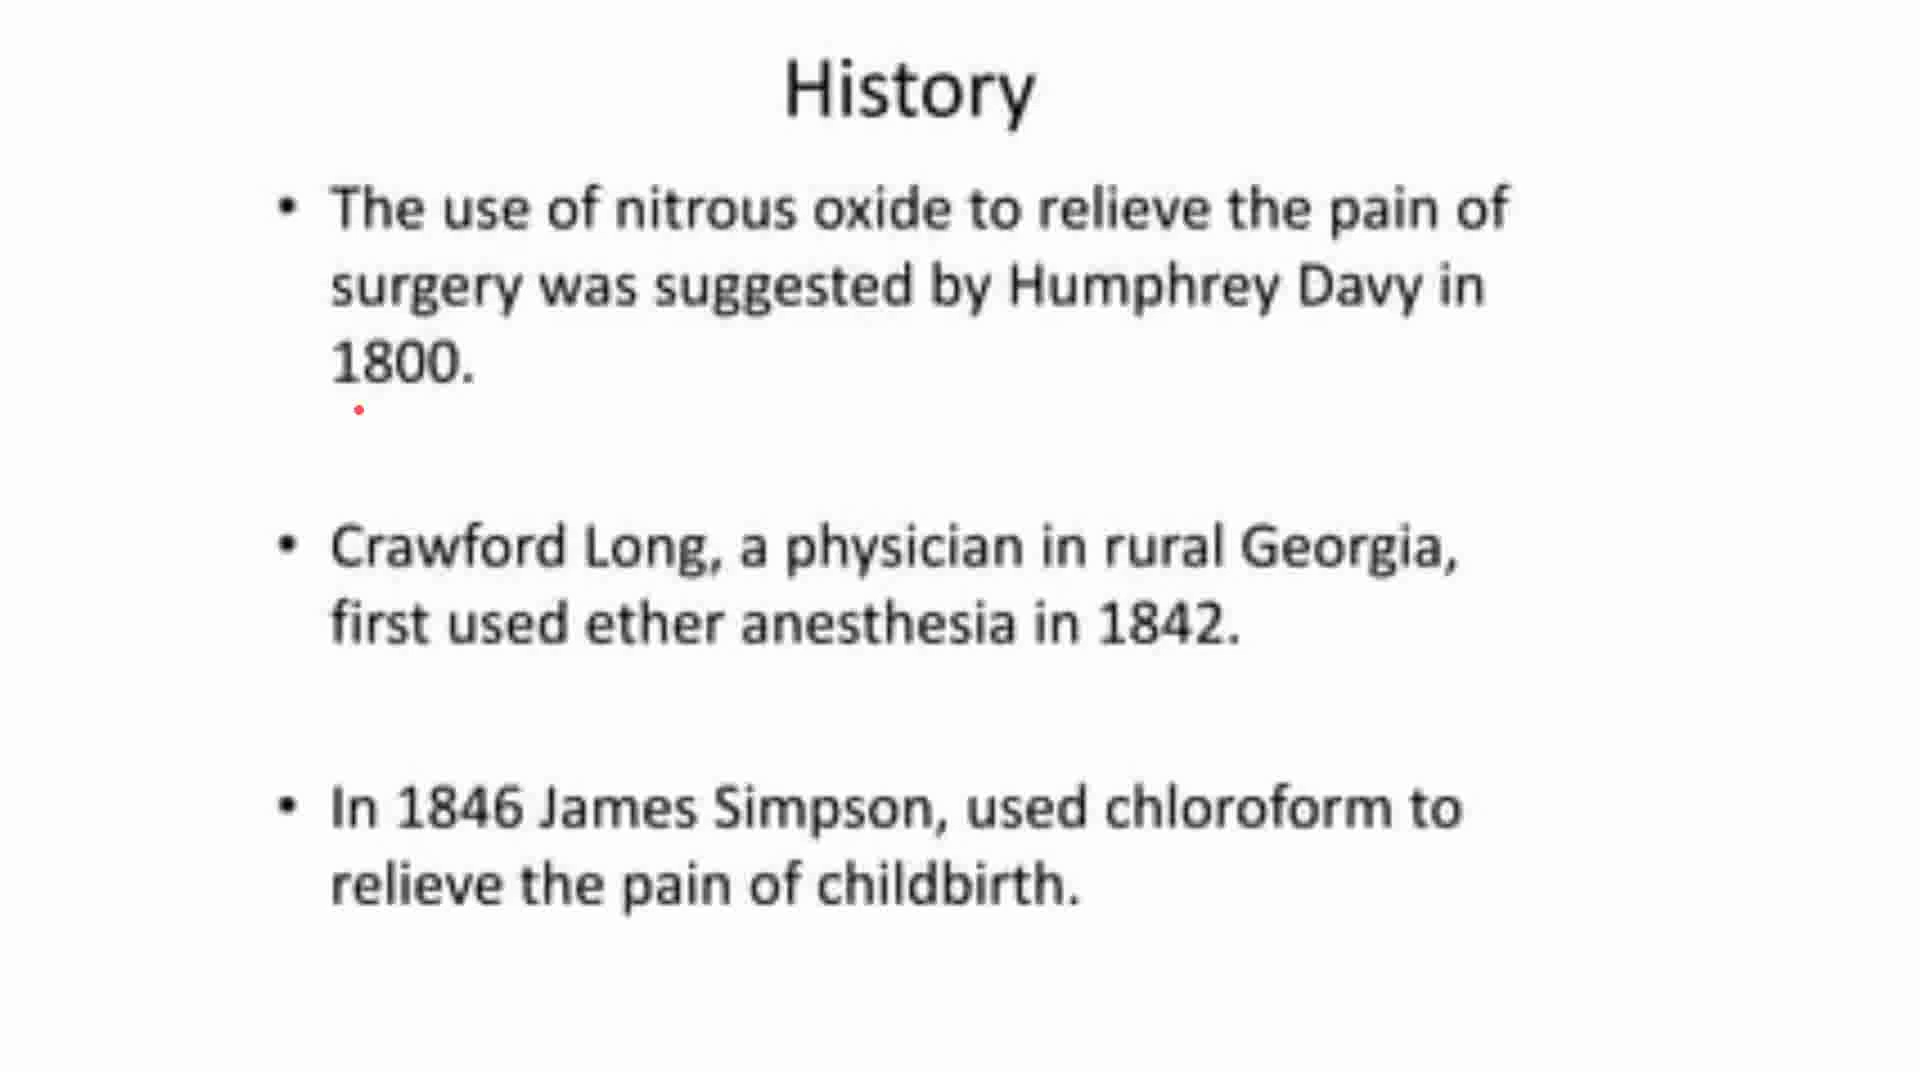 History
• The use of nitrous oxide to relieve the pain of
surgery was suggested by Humphrey Davy in
1800.
• Crawford Long, a physician in rural Georgia,
first used ether anesthesia in 1842.
• In 1846 James Simpson, used chloroform to
relieve the pain of childbirth.